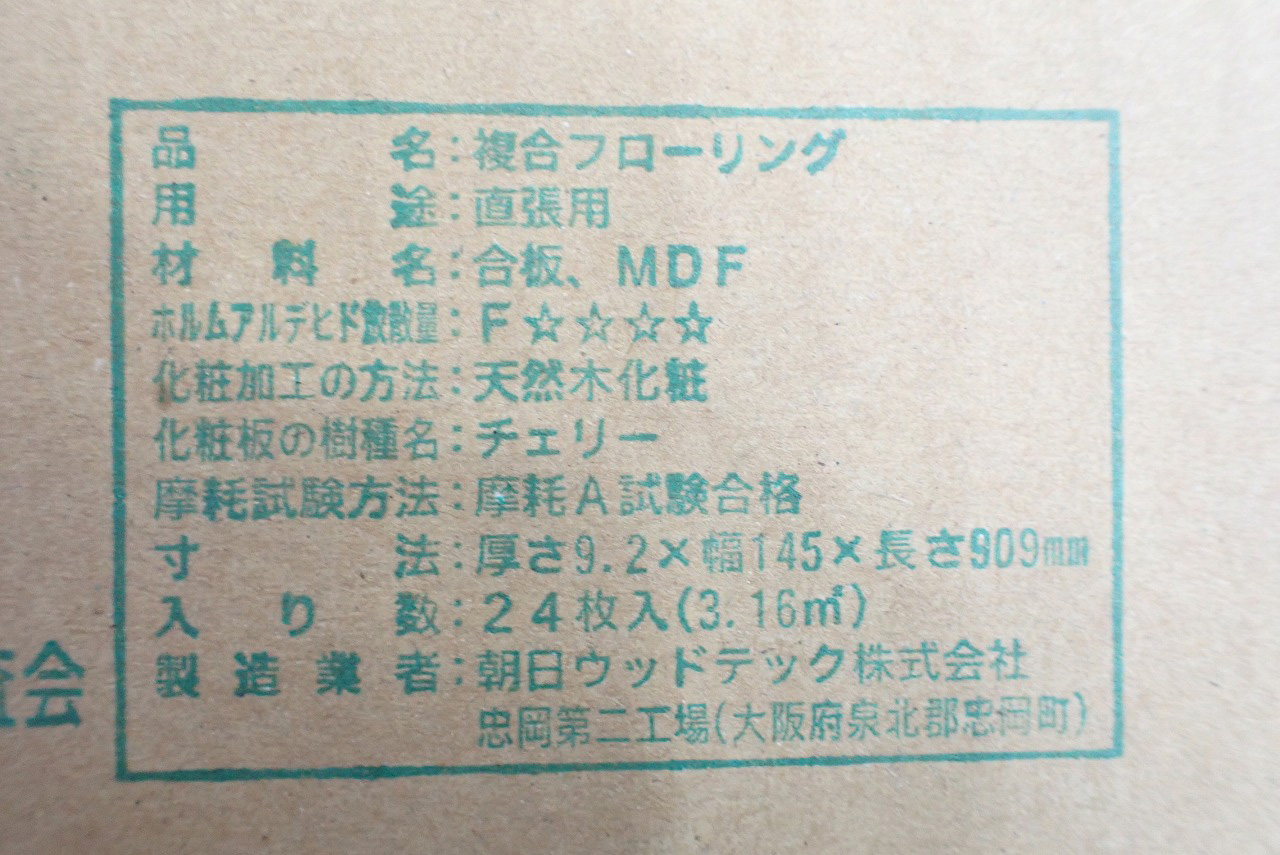 品名：複合フローリング
用途：直張用
材料名：合板、MDF
ホルムアルデヒド放散量：F☆☆☆☆
化粧加工の方法：天然木化粧
化粧板の樹種名：チェリー
摩耗試験方法：摩耗A試験合格
寸法：厚さ9.2×幅145×長さ909mm
入り数：24枚入(3.16㎡)
製造業者：朝日ウッドテック株式会社
忠岡第二工場(大阪府泉北郡忠岡町)
会